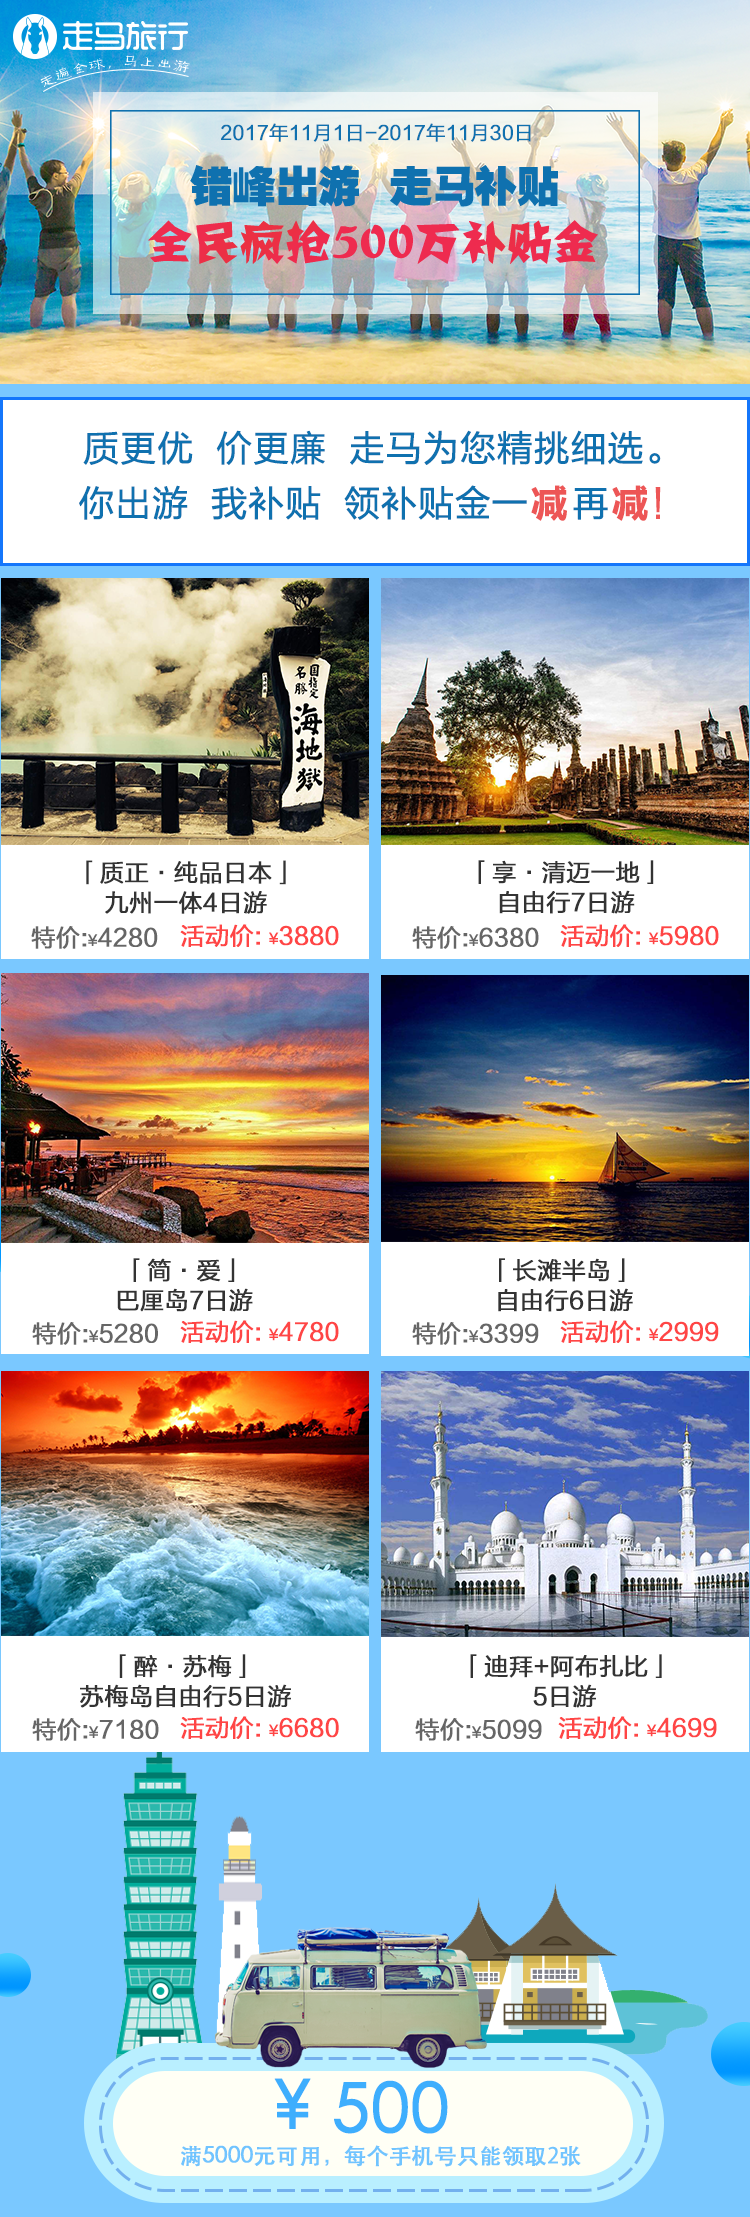 走马旅行
走遍全球，马上出游
2017年11月1日-2017年11月30日
错峰出游 走马补贴
全民疯抢500万补贴金
质更优 价更廉 走马为您精挑细选。
你出游 我补贴 领补贴金一减再减!
国指定
名勝
海地獄
「质正·纯品日本」
九州一体4日游
特价:¥4280 活动价: ¥3880
「享·清迈一地」
自由行7日游
特价:¥6380 活动价: ¥5980
「简·爱」
巴厘岛7日游
特价:¥5280 活动价: ¥4780
「长滩半岛」
自由行6日游
特价:¥3399 活动价: ¥2999
「醉·苏梅」
苏梅岛自由行5日游
特价:¥7180 活动价: ¥6680
「迪拜+阿布扎比」
5日游
特价:¥5099 活动价: ¥4699
¥ 500
满5000元可用，每个手机号只能领取2张